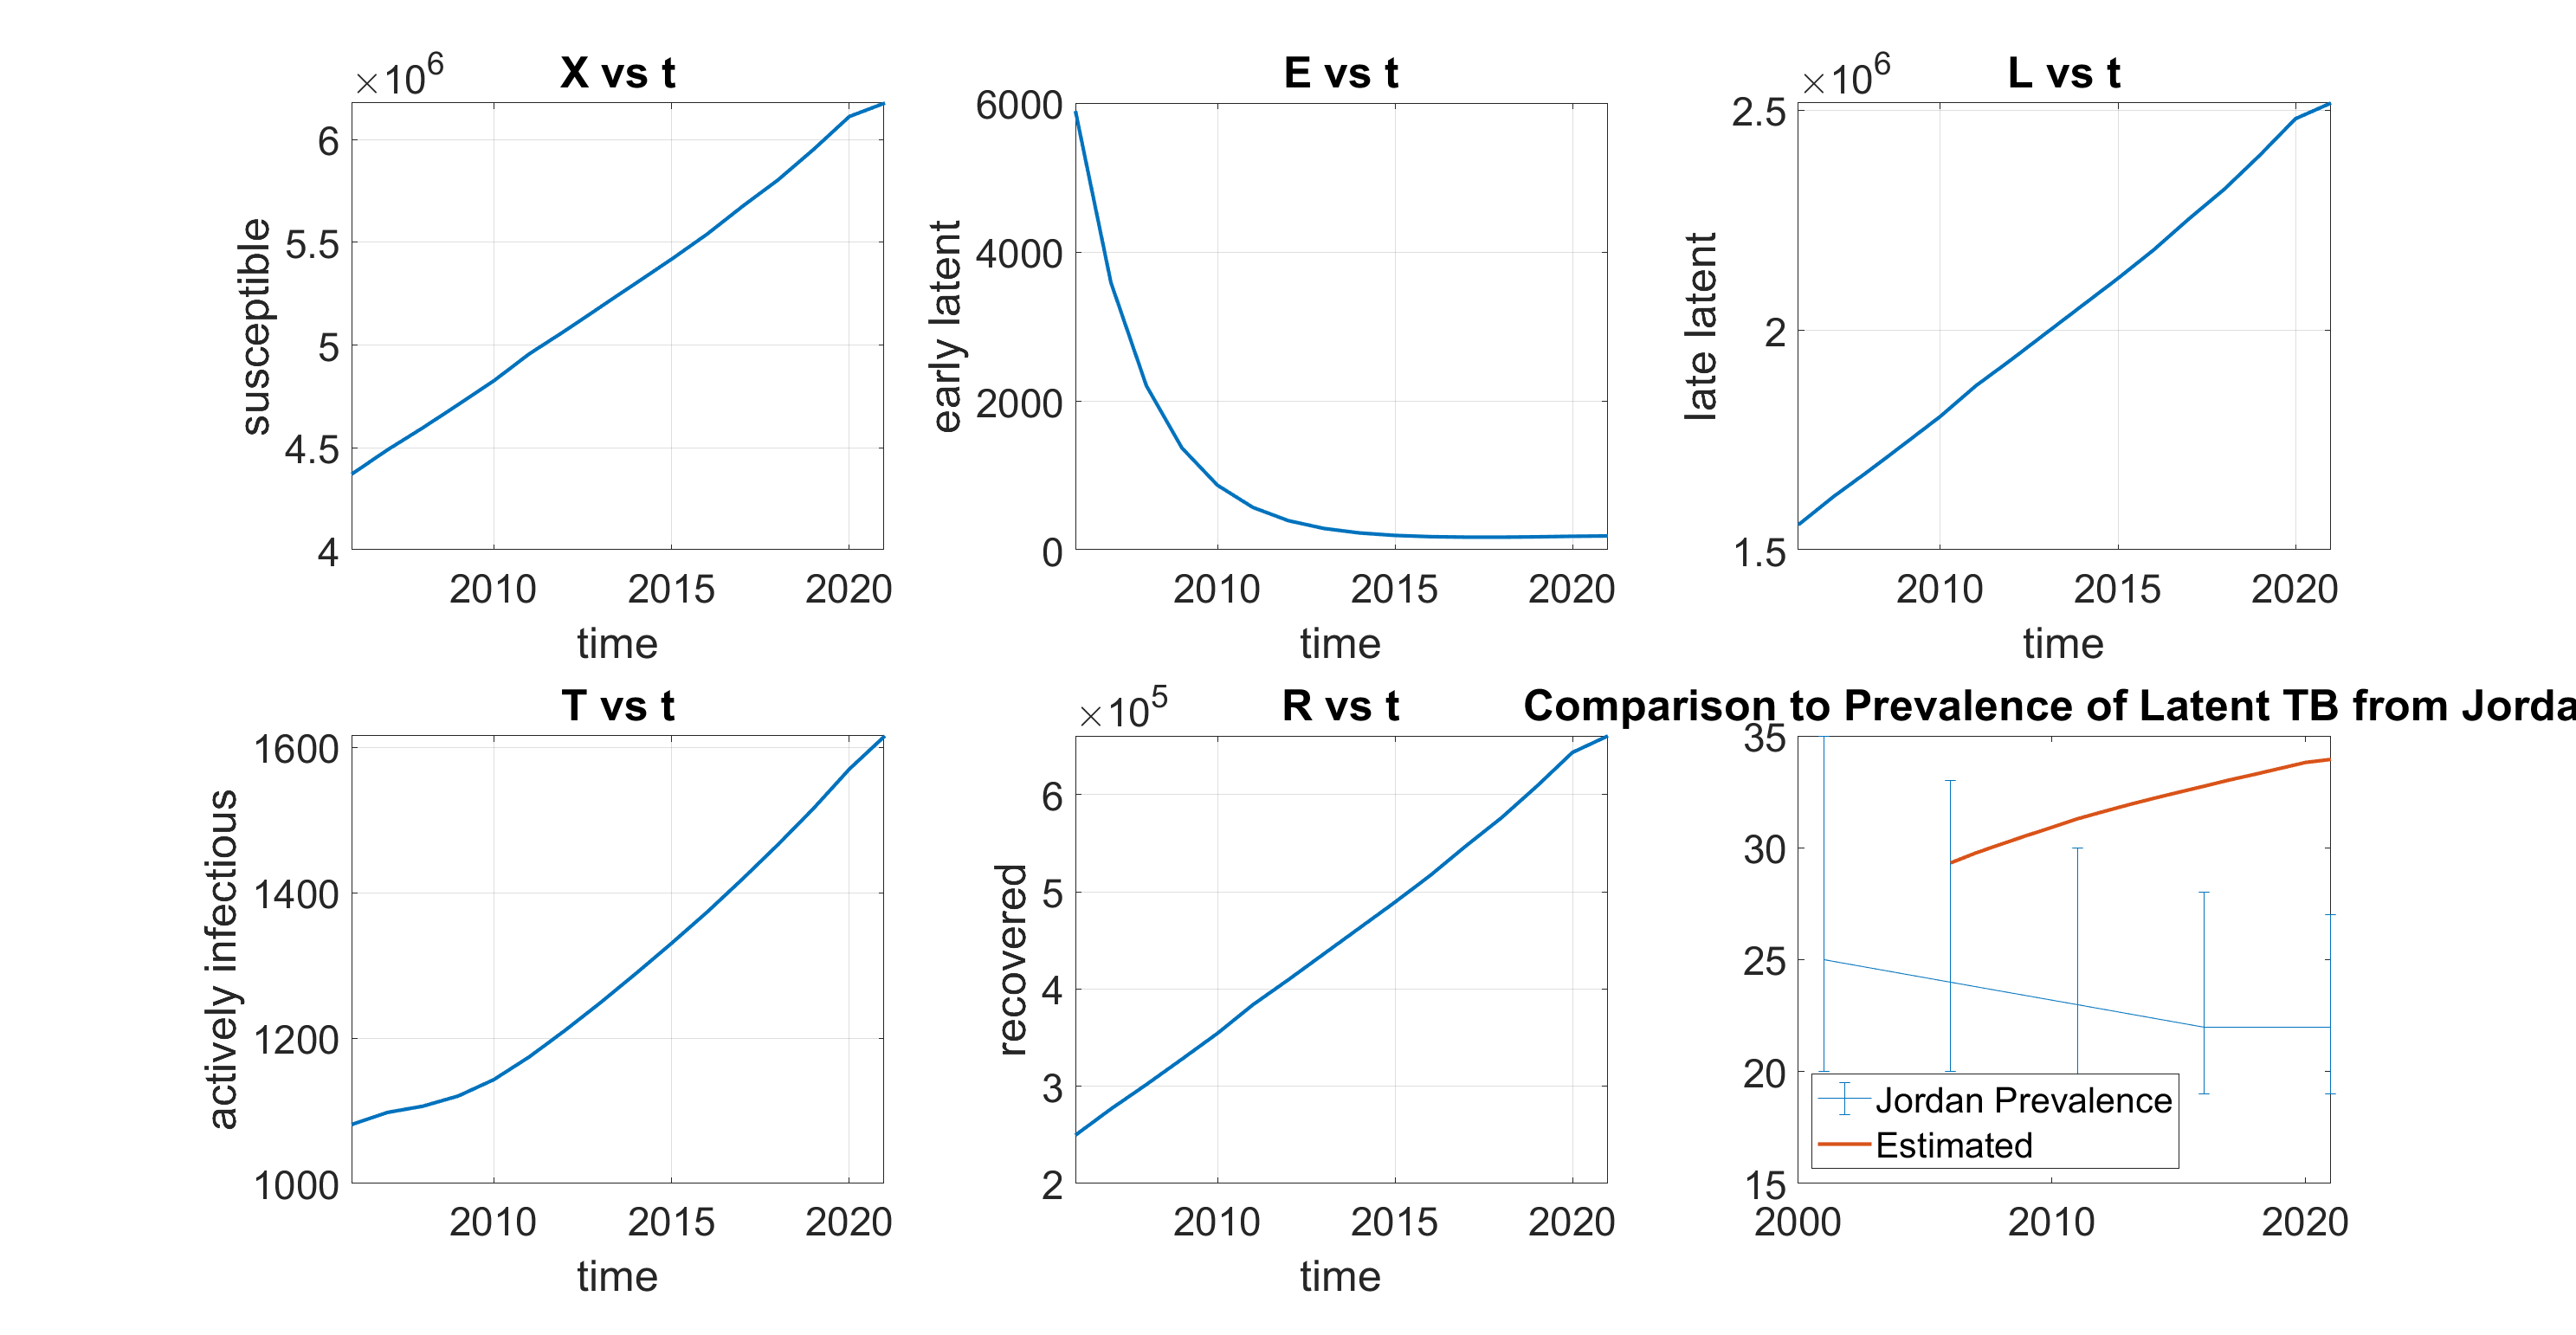 X vs t
×10^6
6
5.5
5
4.5
4
susceptible
2010 2015 2020
time
E vs t
6000
4000
2000
0
early latent
2010 2015 2020
time
L vs t
×10^6
2.5
2
1.5
late latent
2010 2015 2020
time
T vs t
1600
1400
1200
1000
actively infectious
2010 2015 2020
time
R vs t
×10^5
6
5
4
3
2
recovered
2010 2015 2020
time
Comparison to Prevalence of Latent TB from Jorda
35
30
25
20
15
Jordan Prevalence
Estimated
2000 2010 2020